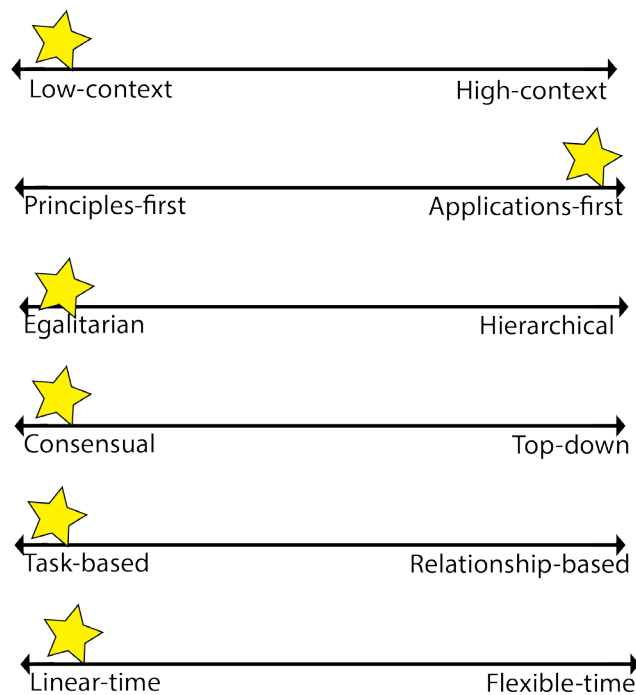 Low-context High-context
Principles-first Applications-first
Egalitarian Hierarchical
Consensual Top-down
Task-based Relationship-based
Linear-time Flexible-time